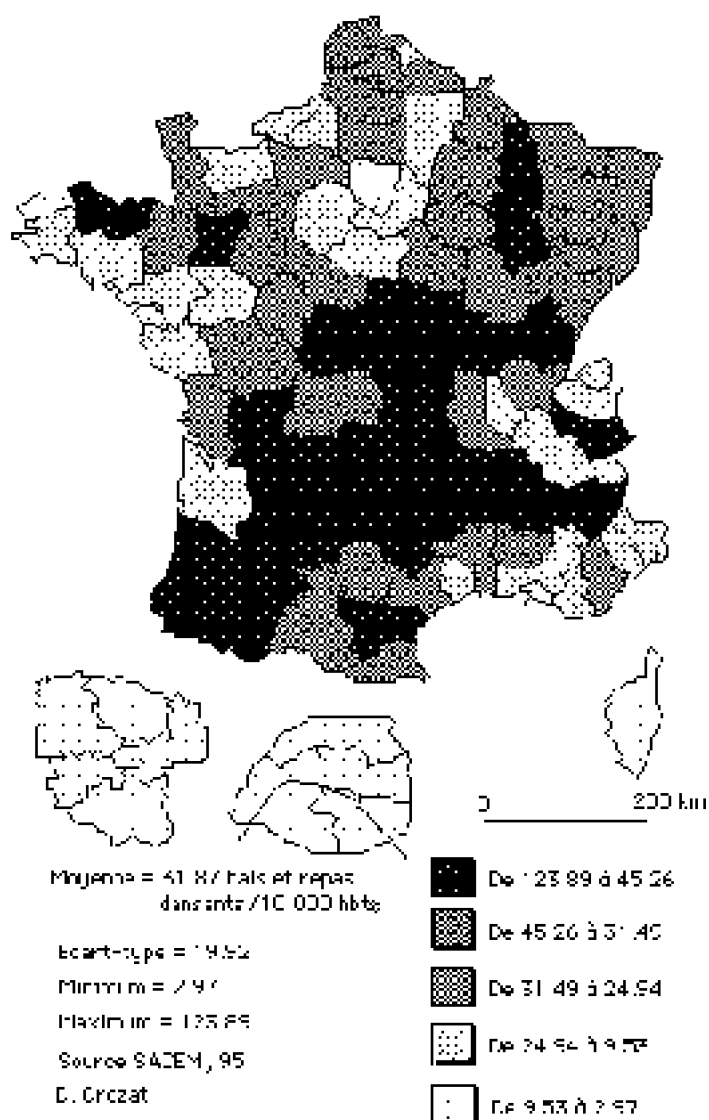 0 200 km
Moyenne = 31.87 bals et repas
dansants /10 000 hbts
Ecart-type = 19.92
Minimum = 2.97
Maximum = 123.89
Source SACEM, 95
D. Crozat
De 123.89 à 45.26
De 45.26 à 31.49
De 31.49 à 24.94
De 24.94 à 9.53
De 9.53 à 2.97